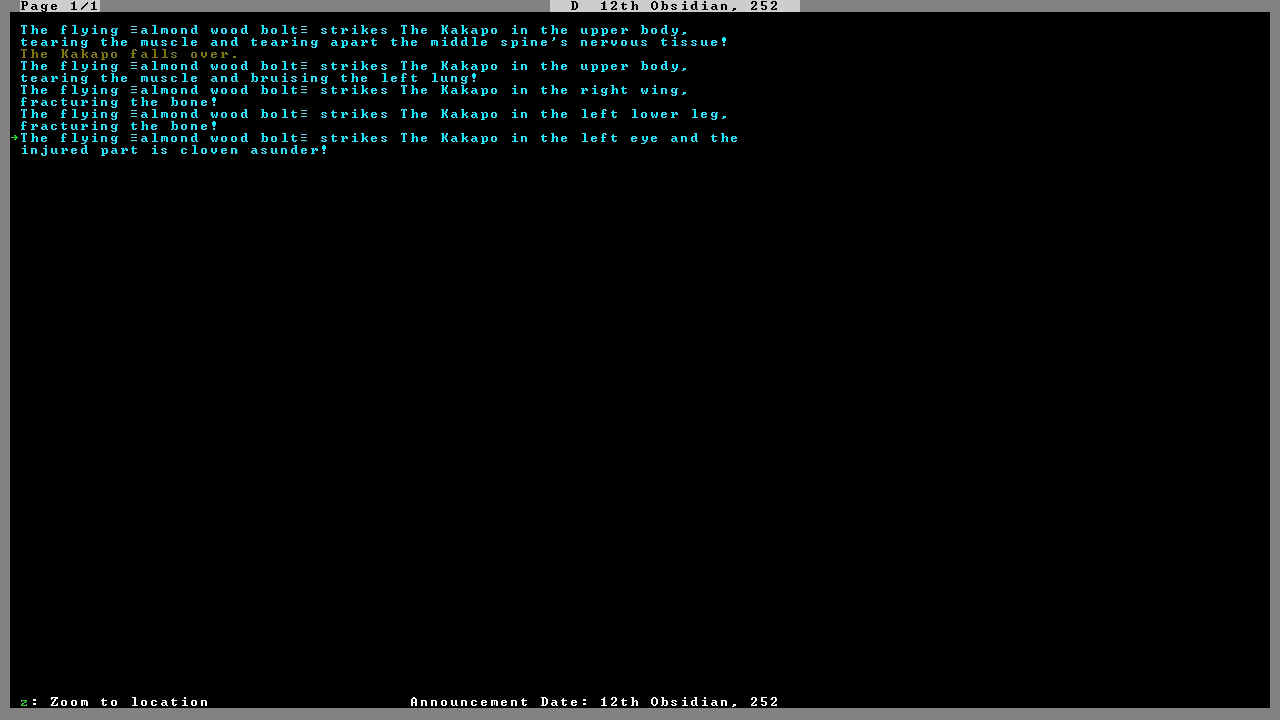 Page 1/1
D  12th Obsidian, 252
The flying ≡almond wood bolt≡ strikes The Kakapo in the upper body,
tearing the muscle and tearing apart the middle spine's nervous tissue!
The Kakapo falls over.
The flying ≡almond wood bolt≡ strikes The Kakapo in the upper body,
tearing the muscle and bruising the left lung!
The flying ≡almond wood bolt≡ strikes The Kakapo in the right wing,
fracturing the bone!
The flying ≡almond wood bolt≡ strikes The Kakapo in the left lower leg,
fracturing the bone!
→The flying ≡almond wood bolt≡ strikes The Kakapo in the left eye and the
injured part is cloven asunder!
z: Zoom to location
Announcement Date: 12th Obsidian, 252